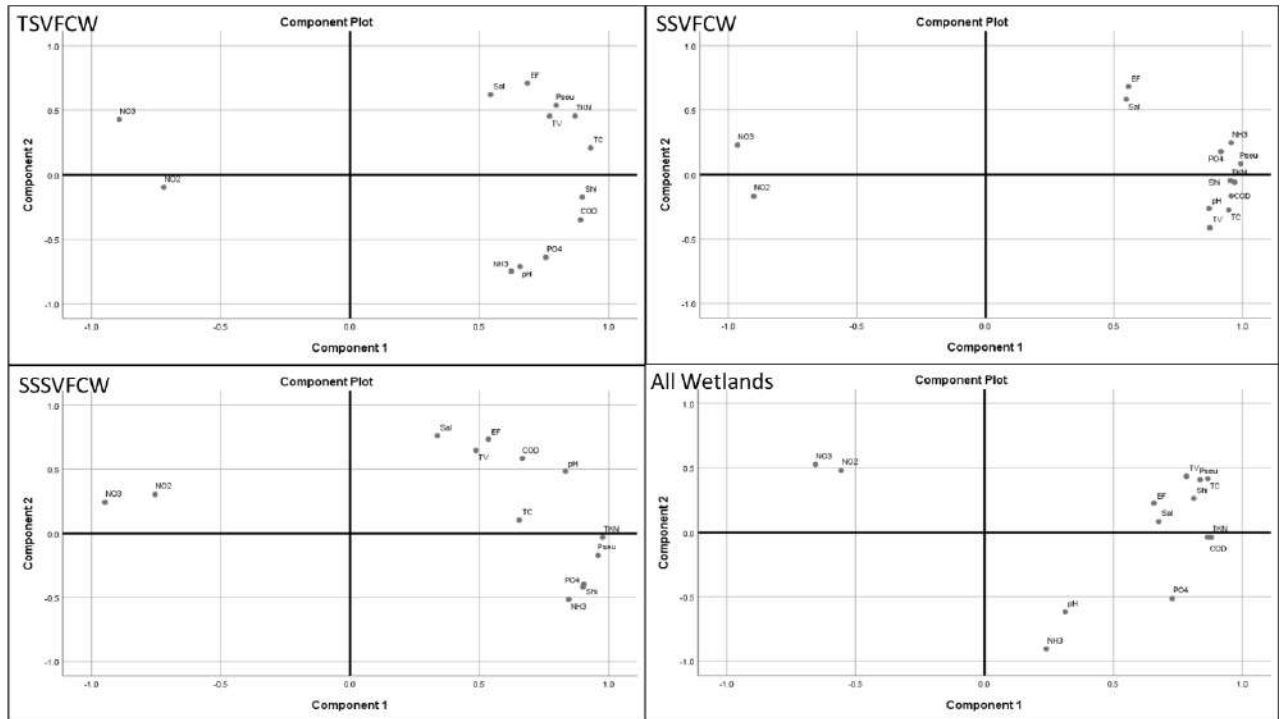 TSVFCW
Component Plot
1.0
EF
Sal
Pseu
0.5
NO3
TKN
TV
TC
Component 2
0.0
NO2
Shi
COD
-0.5
PO4
NH3
pH
-1.0
-1.0 -0.5 0.0 0.5 1.0
Component 1
SSVFCW
Component Plot
1.0
EF
Sal
0.5
NO3
NH3
PO4
Pseu
Component 2
0.0
Shi
TKN
NO2
COD
pH
TC
TV
-0.5
-1.0
-1.0 -0.5 0.0 0.5 1.0
Component 1
SSSVFCW
Component Plot
1.0
Sal
EF
TV
COD
0.5
pH
NO3
NO2
TC
Component 2
0.0
TKN
Pseu
PO4
Shi
-0.5
NH3
-1.0
-1.0 -0.5 0.0 0.5 1.0
Component 1
All Wetlands
Component Plot
1.0
NO3
NO2
0.5
TV
Pseu
TC
EF
Shi
Sal
Component 2
0.0
TKN
COD
-0.5
PO4
pH
NH3
-1.0
-1.0 -0.5 0.0 0.5 1.0
Component 1